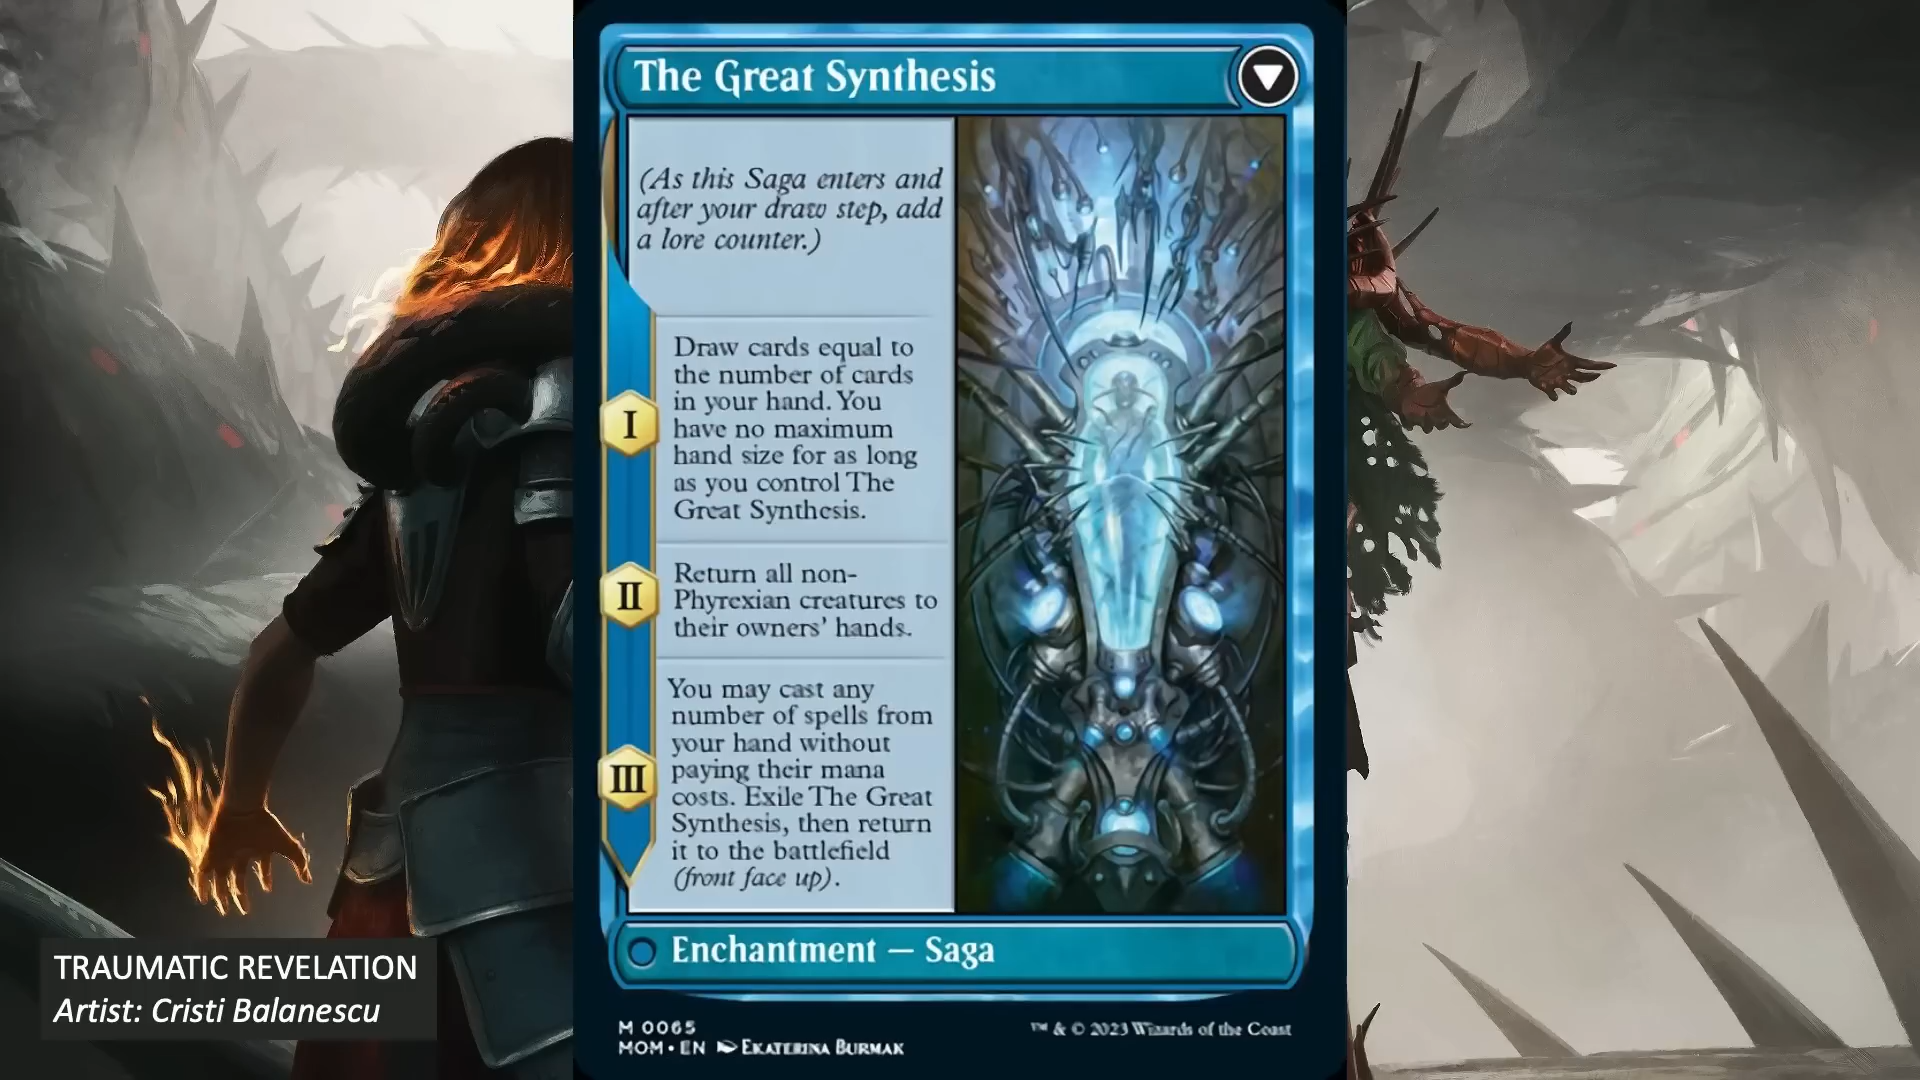 The Great Synthesis
(As this Saga enters and
after your draw step, add
a lore counter.)
I
Draw cards equal to
the number of cards
in your hand. You
have no maximum
hand size for as long
as you control The
Great Synthesis.
II
Return all non-
Phyrexian creatures to
their owners' hands.
III
You may cast any
number of spells from
your hand without
paying their mana
costs. Exile The Great
Synthesis, then return
it to the battlefield
(front face up).
Enchantment — Saga
M 0065
MOM • EN EKATERINA BURMAK
™ & © 2023 Wizards of the Coast
TRAUMATIC REVELATION
Artist: Cristi Balanescu